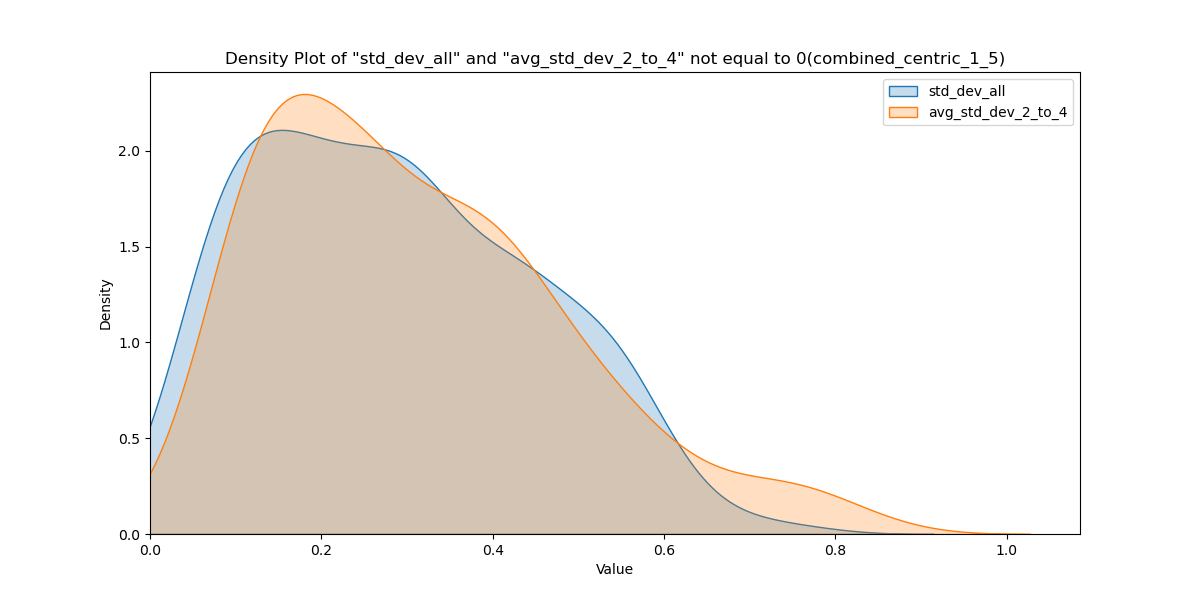 Density Plot of "std_dev_all" and "avg_std_dev_2_to_4" not equal to 0(combined_centric_1_5)
std_dev_all
avg_std_dev_2_to_4
Density
2.0
1.5
1.0
0.5
0.0
0.0 0.2 0.4 0.6 0.8 1.0
Value